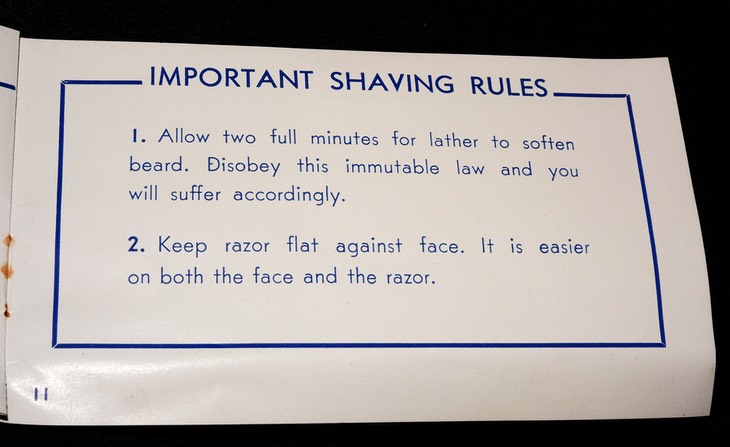 IMPORTANT SHAVING RULES
1. Allow two full minutes for lather to soften
beard. Disobey this immutable law and you
will suffer accordingly.
2. Keep razor flat against face. It is easier
on both the face and the razor.
11